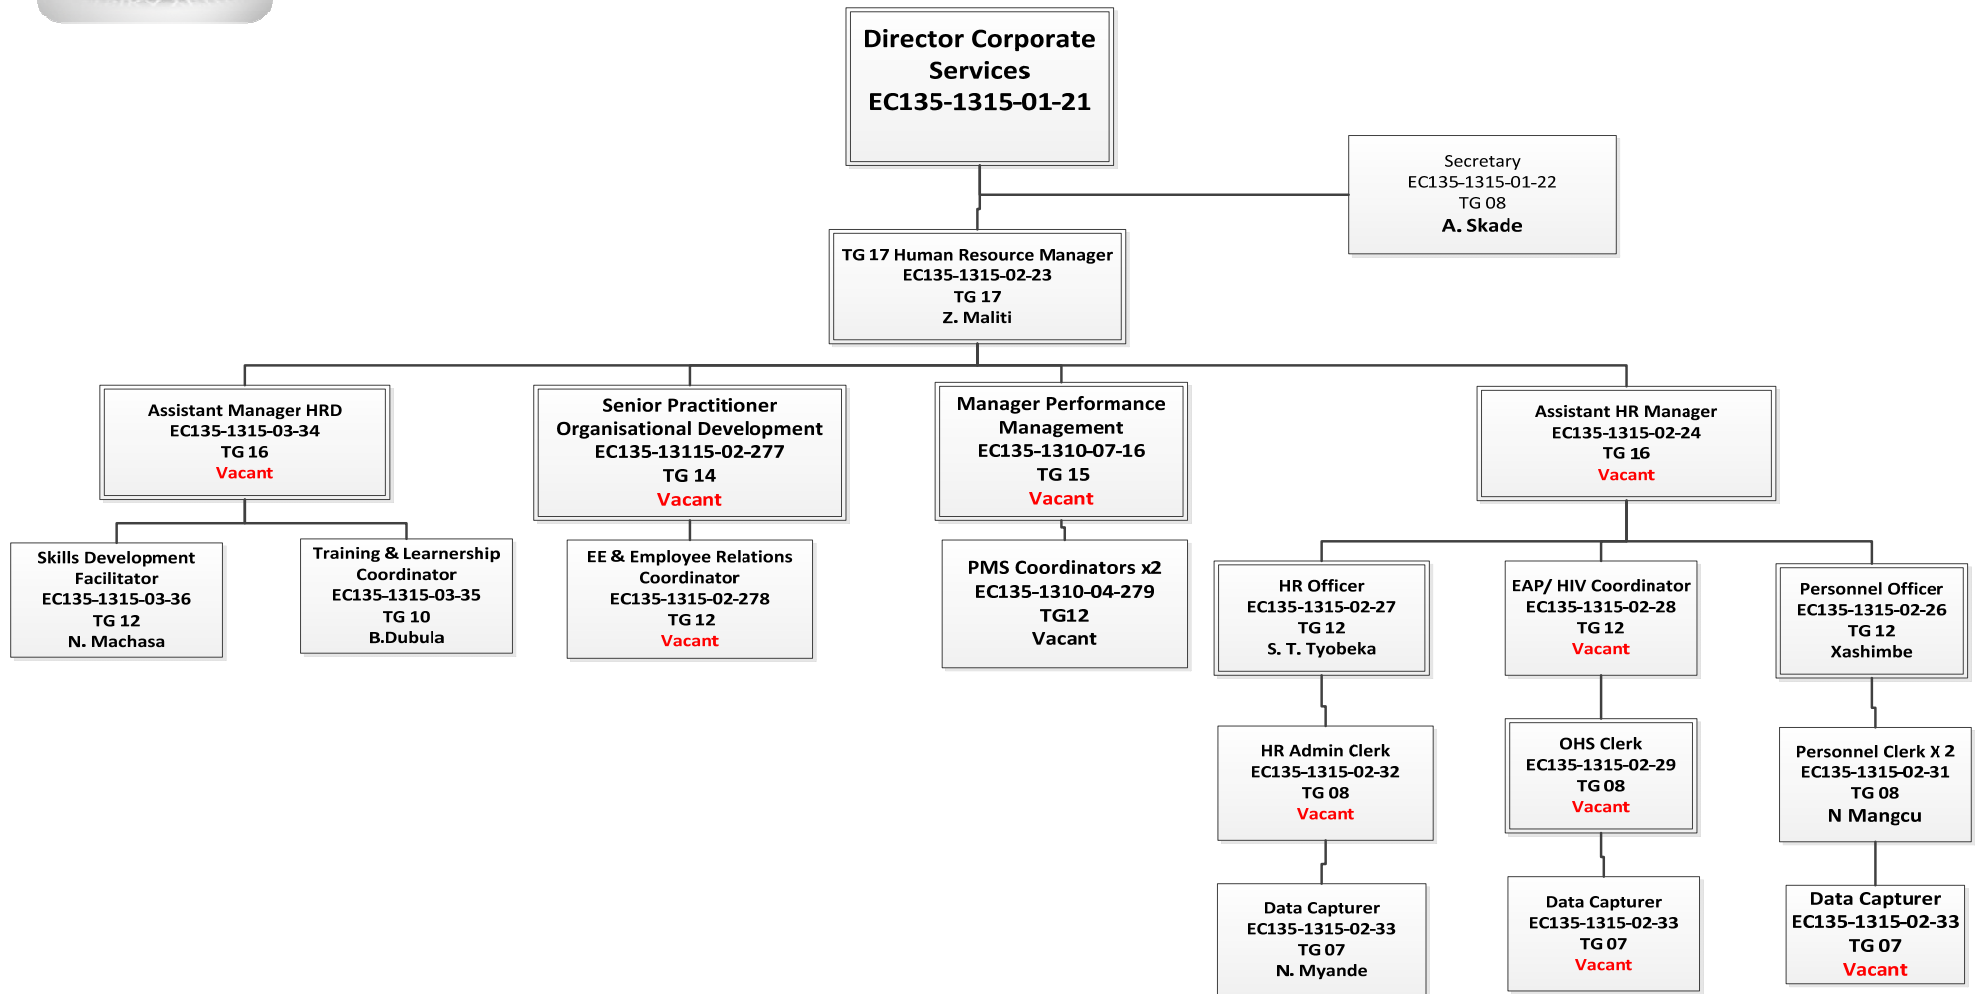 Director Corporate
Services
EC135-1315-01-21
Secretary
EC135-1315-01-22
TG 08
A. Skade
TG 17 Human Resource Manager
EC135-1315-02-23
TG 17
Z. Maliti
Assistant Manager HRD
EC135-1315-03-34
TG 16
Vacant
Senior Practitioner
Organisational Development
EC135-13115-02-277
TG 14
Vacant
Manager Performance
Management
EC135-1310-07-16
TG 15
Vacant
Assistant HR Manager
EC135-1315-02-24
TG 16
Vacant
Skills Development
Facilitator
EC135-1315-03-36
TG 12
N. Machasa
Training & Learnership
Coordinator
EC135-1315-03-35
TG 10
B.Dubula
EE & Employee Relations
Coordinator
EC135-1315-02-278
TG 12
Vacant
PMS Coordinators x2
EC135-1310-04-279
TG12
Vacant
HR Officer
EC135-1315-02-27
TG 12
S. T. Tyobeka
EAP/ HIV Coordinator
EC135-1315-02-28
TG 12
Vacant
Personnel Officer
EC135-1315-02-26
TG 12
Xashimbe
HR Admin Clerk
EC135-1315-02-32
TG 08
Vacant
OHS Clerk
EC135-1315-02-29
TG 08
Vacant
Personnel Clerk X 2
EC135-1315-02-31
TG 08
N Mangcu
Data Capturer
EC135-1315-02-33
TG 07
N. Myande
Data Capturer
EC135-1315-02-33
TG 07
Vacant
Data Capturer
EC135-1315-02-33
TG 07
Vacant